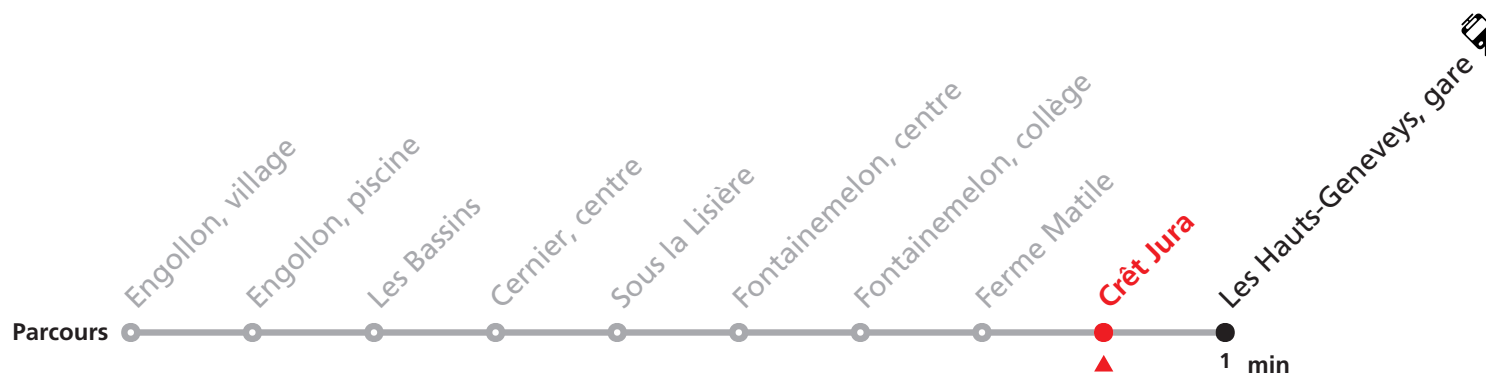 Engollon, village
Engollon, piscine
Les Bassins
Cernier, centre
Sous la Lisière
Fontainemelon, centre
Fontainemelon, collège
Ferme Matile
Crêt Jura
Les Hauts-Geneveys, gare
Parcours
1 min